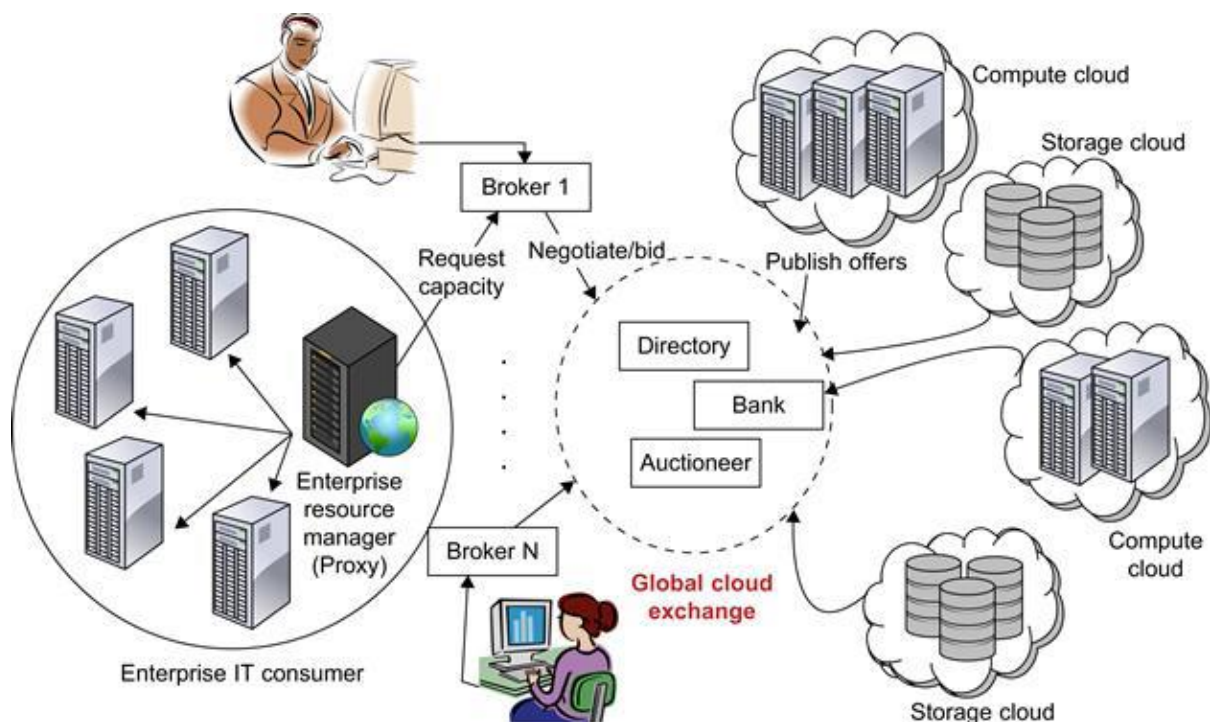 Compute cloud
Storage cloud
Broker 1
Request
capacity
Negotiate/bid
Publish offers
Directory
Bank
Auctioneer
Enterprise
resource
manager
(Proxy)
Broker N
Global cloud
exchange
Compute
cloud
Enterprise IT consumer
Storage cloud